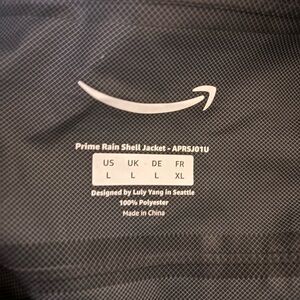 Prime Rain Shell Jacket - APRSJ01U
US UK DE FR
L L L XL
Designed by Luly Yang in Seattle
100% Polyester
Made in China